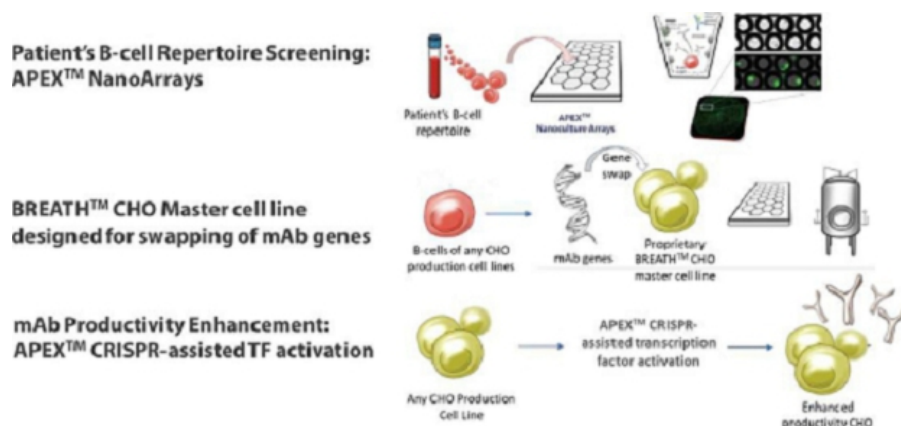 Patient's B-cell Repertoire Screening:
APEX™ NanoArrays
Patient's B-cell
repertoire
APEX™
Nanoculture Arrays
BREATH™ CHO Master cell line
designed for swapping of mAb genes
Gene
swap
B-cells of any CHO
production cell lines
mAb genes
Proprietary
BREATH™ CHO
master cell line
mAb Productivity Enhancement:
APEX™ CRISPR-assisted TF activation
Any CHO Production
Cell Line
APEX™ CRISPR-
assisted transcription
factor activation
Enhanced
productivity CHO